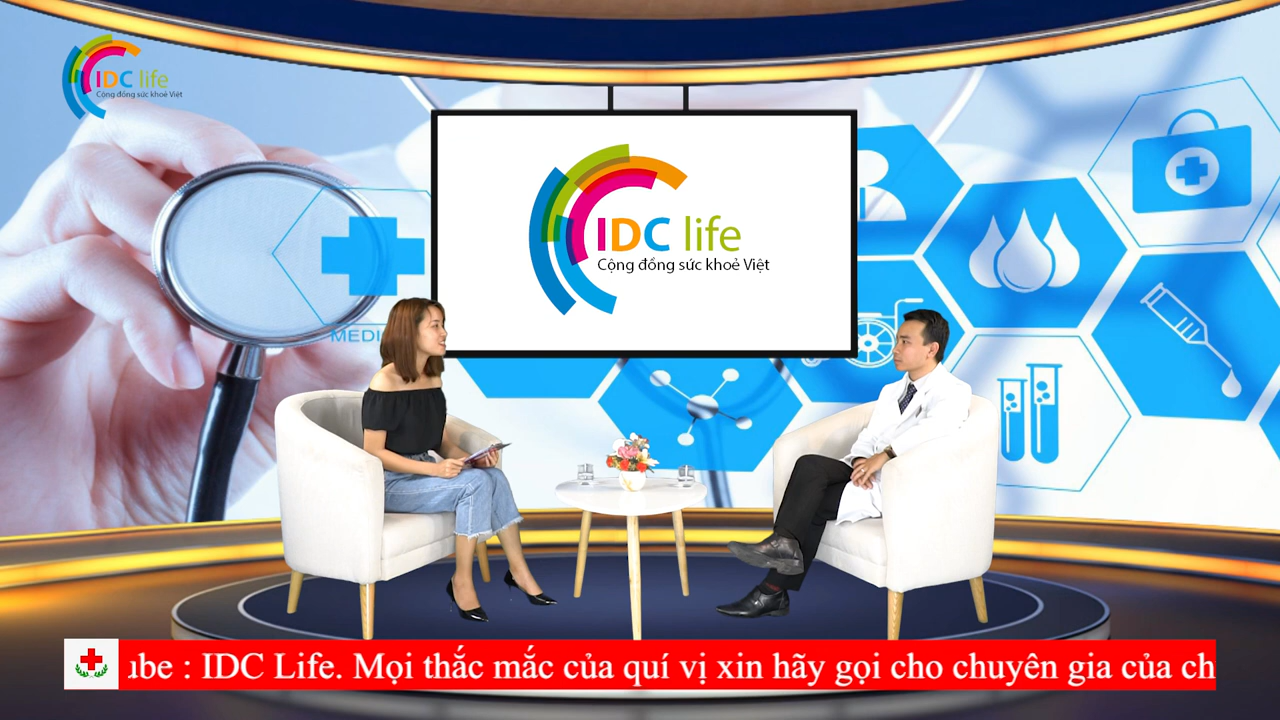 IDC life
Cộng đồng sức khoẻ Việt
IDC life
Cộng đồng sức khoẻ Việt
MEDI
ube : IDC Life. Mọi thắc mắc của quí vị xin hãy gọi cho chuyên gia của ch